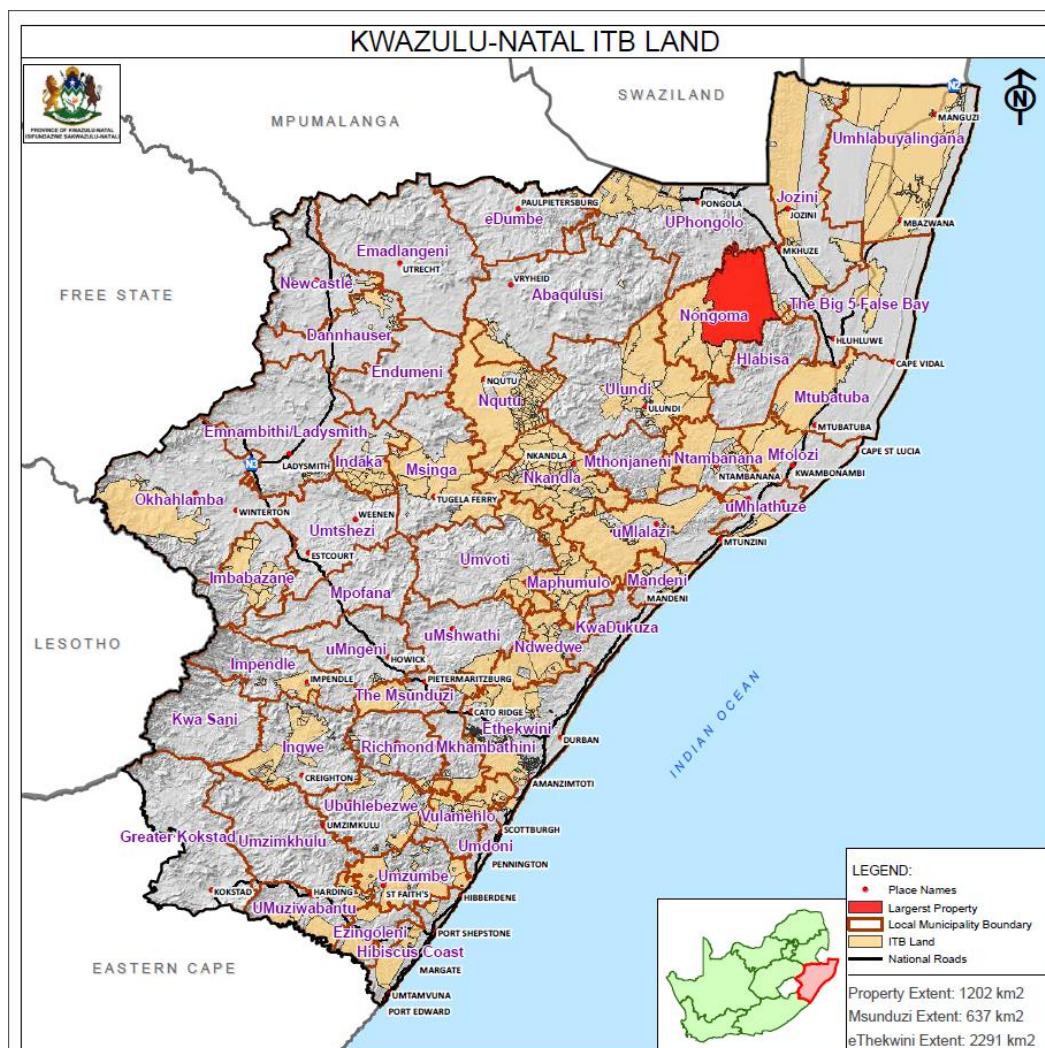 KWAZULU-NATAL ITB LAND
PROVINCE OF KWAZULU-NATAL
ISIFUNDAZWE SAKWAZULU-NATALI
SWAZILAND
MPUMALANGA
N2
N
MANGUZI
Umhlabuyalingana
PAULPIETERSBURG
eDumbe
PONGOLA
UPhongolo
Jozini
JOZINI
MBAZWANA
Emadlangeni
UTRECHT
MKHUZE
VRYHEID
Abaqulusi
Newcastle
FREE STATE
The Big 5 False Bay
Nongoma
Dannhauser
HLUHLUWE
Hlabisa
CAPE VIDAL
Endumeni
NQUTU
Nqutu
Ulundi
ULUNDI
Mtubatuba
MTUBATUBA
Emnambithi/Ladysmith
CAPE ST LUCIA
N3
LADYSMITH
Indaka
Msinga
NKANDLA
Nkandla
Mthonjaneni
Ntambanana
NTAMBANANA
Mfolozi
KWAMBONAMBI
Okhahlamba
WINTERTON
TUGELA FERRY
uMhlathuze
WEENEN
Umtshezi
uMlalazi
MTUNZINI
ESTCOURT
Umvoti
Imbabazane
Maphumulo
Mandeni
MANDENI
Mpofana
LESOTHO
uMshwathi
KwaDukuza
uMngeni
Ndwedwe
HOWICK
Impendle
IMPENDLE
PIETERMARITZBURG
The Msunduzi
CATO RIDGE
Kwa Sani
Ethekwini
DURBAN
Ingwe
Richmond
Mkhambathini
INDIAN OCEAN
CREIGHTON
AMANZIMTOTI
Ubuhlebezwe
Vulamehlo
UMZIMKULU
SCOTTBURGH
Greater Kokstad
Umzimkhulu
Umdoni
PENNINGTON
Umzumbe
KOKSTAD
HARDING
ST FAITH'S
HIBBERDENE
UMuziwabantu
Ezingoleni
PORT SHEPSTONE
Hibiscus Coast
EASTERN CAPE
MARGATE
UMTAMVUNA
PORT EDWARD
LEGEND:
Place Names
Largerst Property
Local Municipality Boundary
ITB Land
National Roads
Property Extent: 1202 km2
Msunduzi Extent: 637 km2
eThekwini Extent: 2291 km2